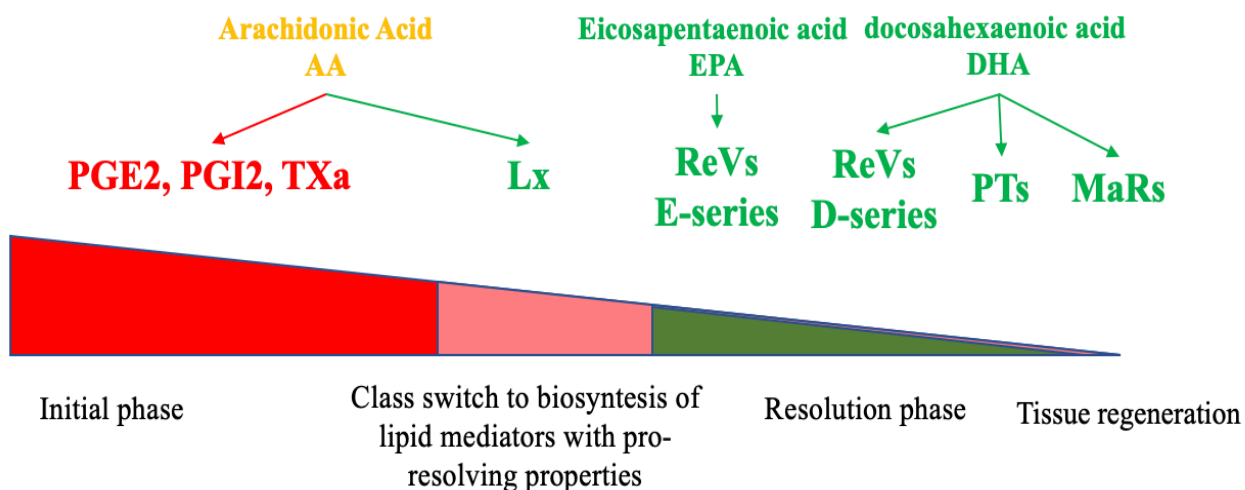 Arachidonic Acid
AA
Eicosapentaenoic acid
EPA
docosahexaenoic acid
DHA
PGE2, PGI2, TXa
Lx
ReVs
E-series
ReVs
D-series
PTs
MaRs
Initial phase
Class switch to biosyntesis of
lipid mediators with pro-
resolving properties
Resolution phase
Tissue regeneration